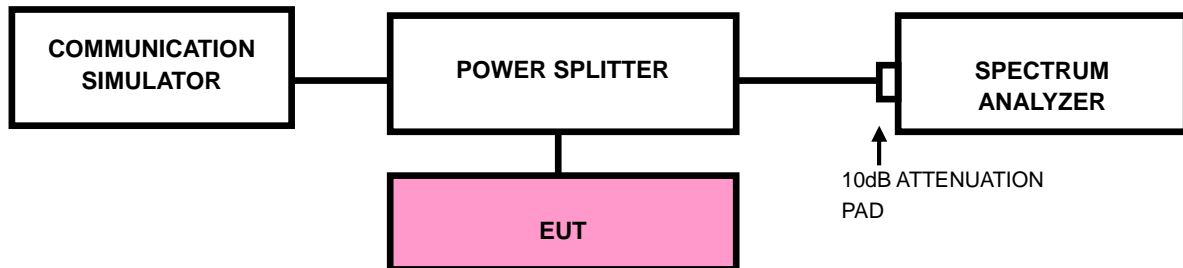 COMMUNICATION
SIMULATOR
POWER SPLITTER
SPECTRUM
ANALYZER
10dB ATTENUATION
PAD
EUT